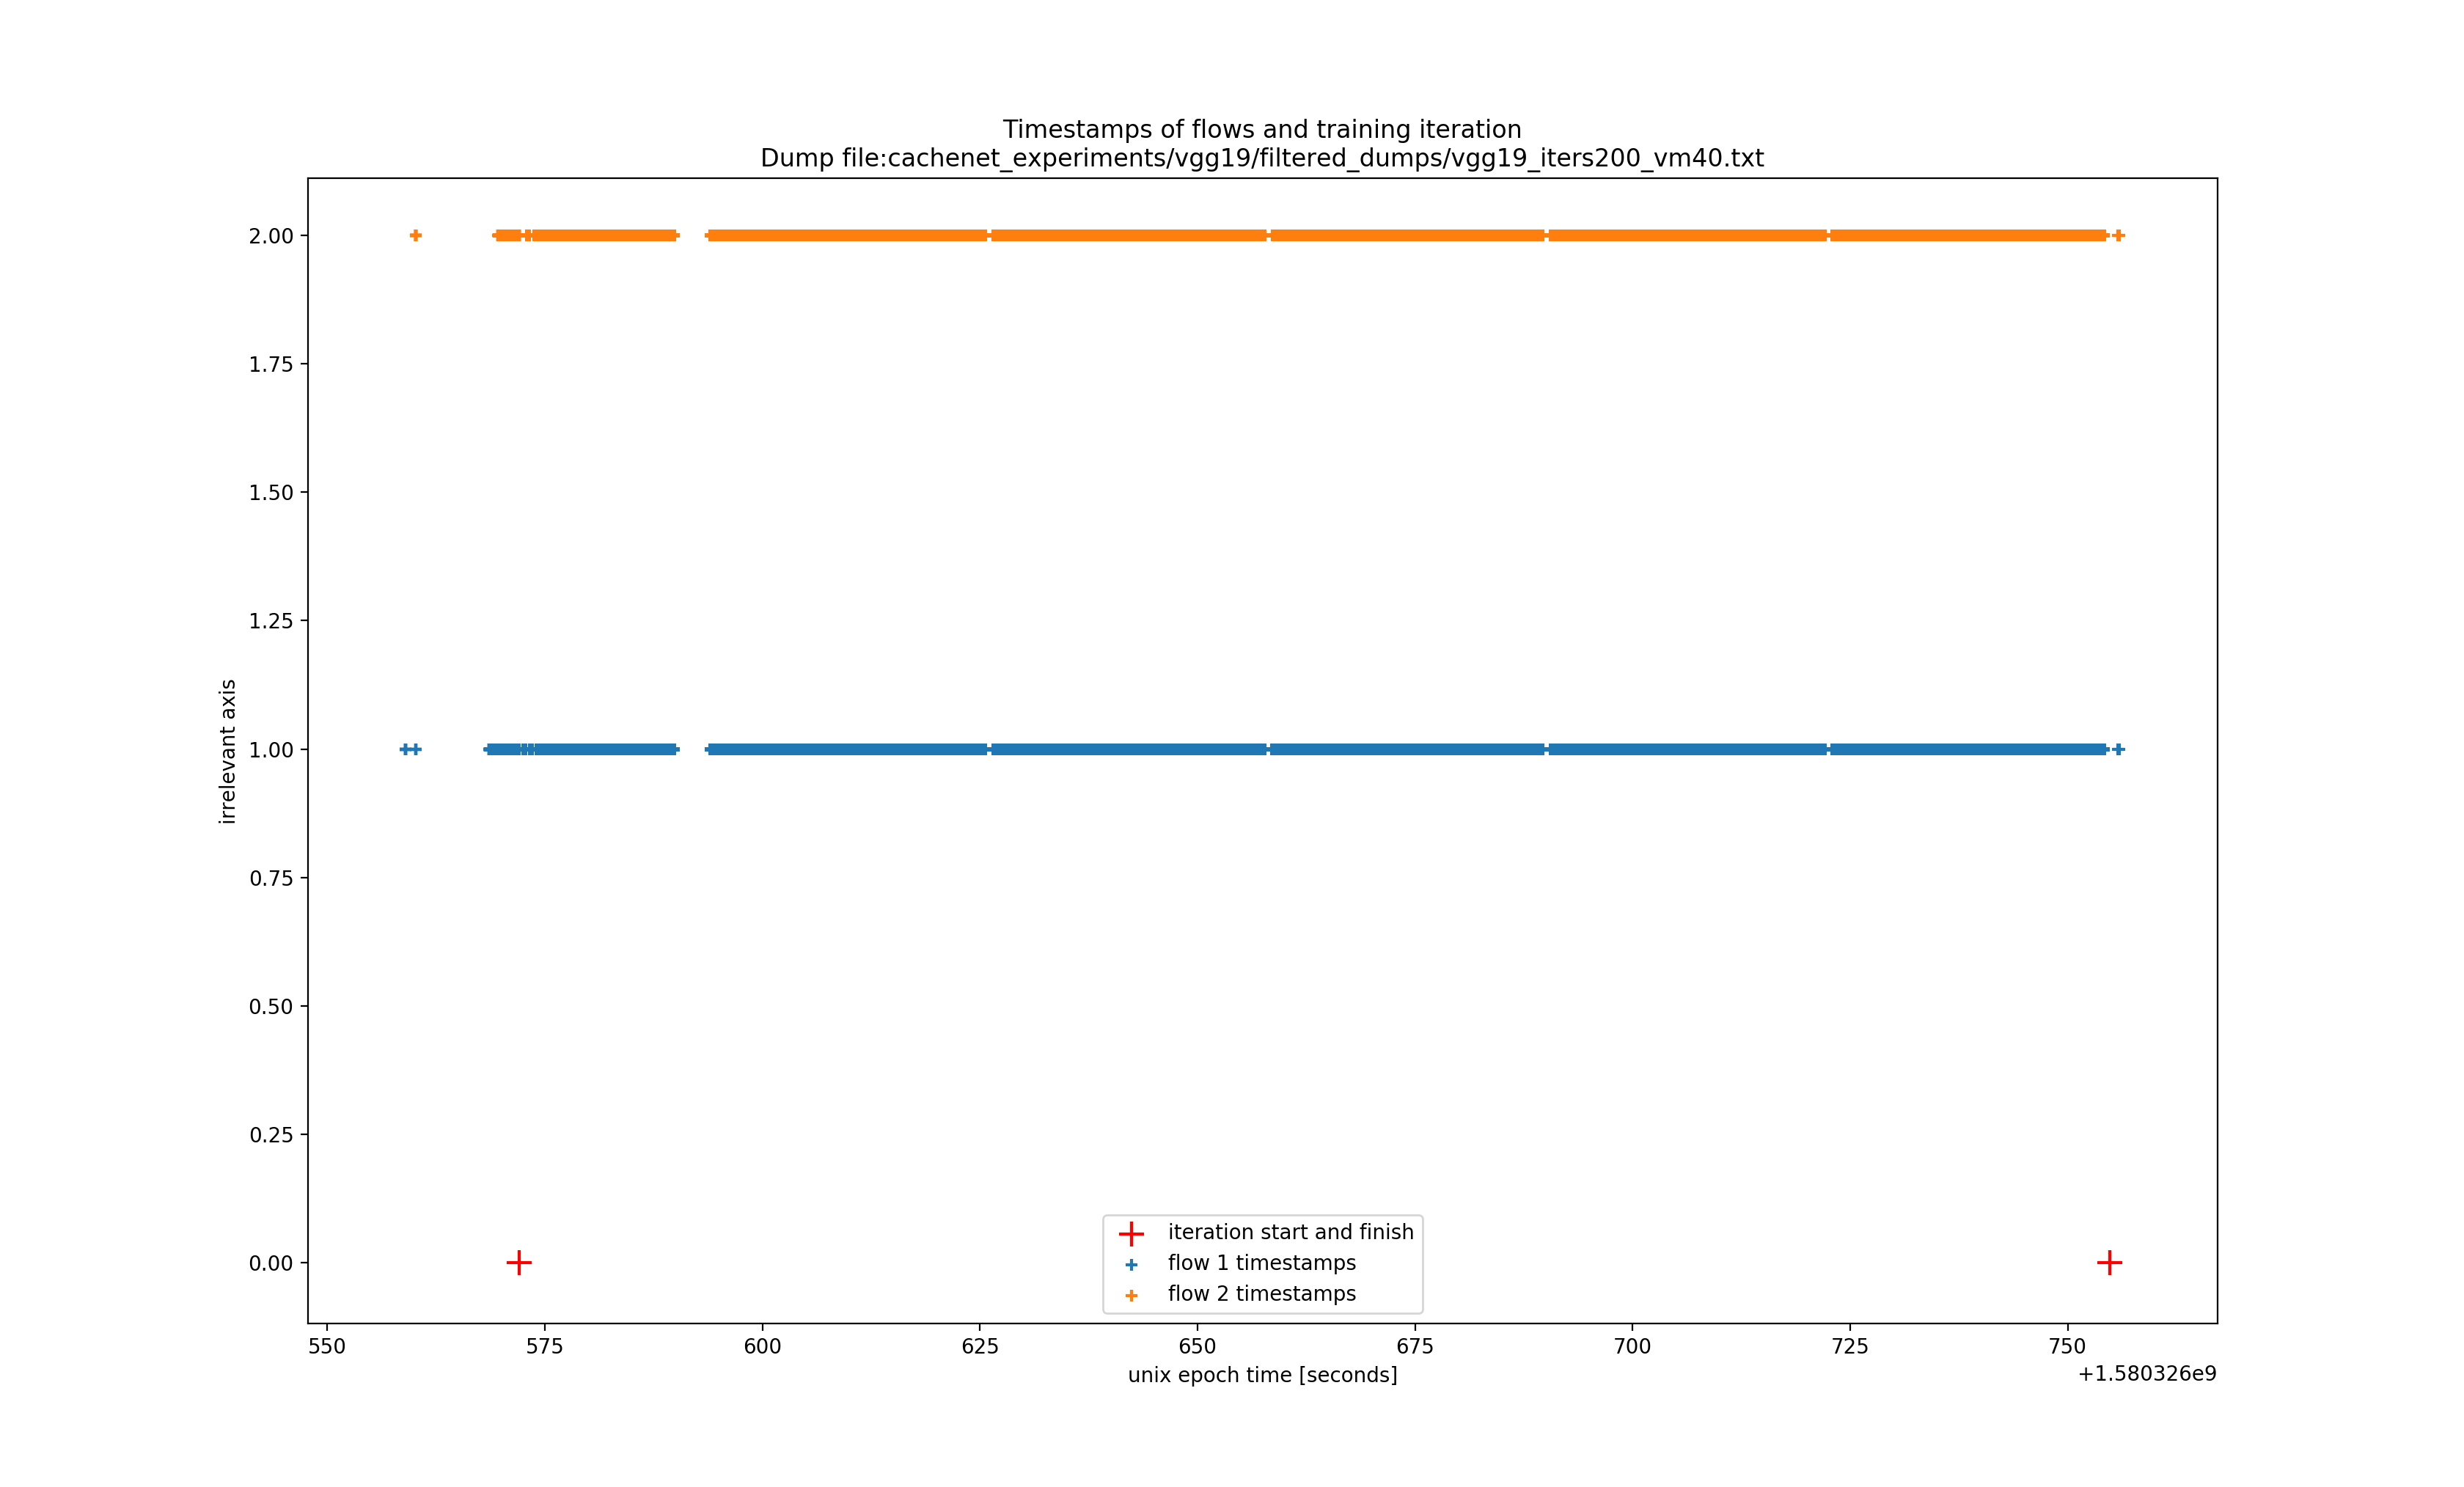 Timestamps of flows and training iteration
Dump file:cachenet_experiments/vgg19/filtered_dumps/vgg19_iters200_vm40.txt
2.00
1.75
1.50
1.25
1.00
0.75
0.50
0.25
0.00
irrelevant axis
iteration start and finish
flow 1 timestamps
flow 2 timestamps
550 575 600 625 650 675 700 725 750
unix epoch time [seconds]
+1.580326e9